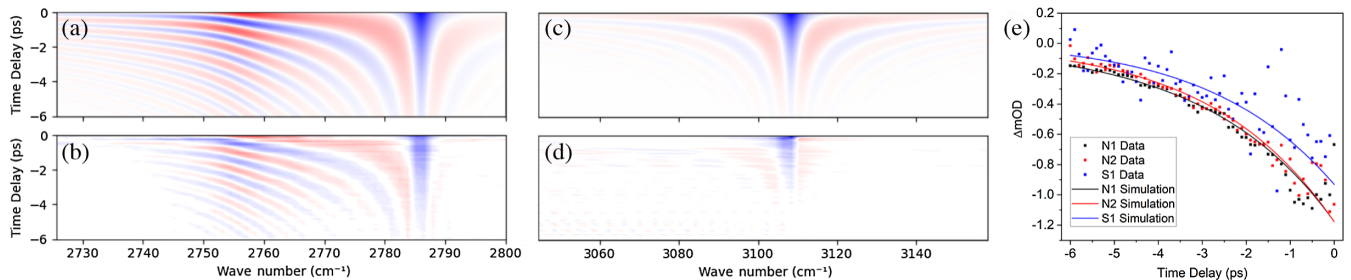 (a)
0
−2
−4
−6
Time Delay (ps)
(b)
0
−2
−4
−6
Time Delay (ps)
2730 2740 2750 2760 2770 2780 2790 2800
Wave number (cm⁻¹)
(c)
(d)
3060 3080 3100 3120 3140
Wave number (cm⁻¹)
(e)
0.2
0.0
-0.2
-0.4
-0.6
-0.8
-1.0
-1.2
ΔmOD
N1 Data
N2 Data
S1 Data
N1 Simulation
N2 Simulation
S1 Simulation
-6 -5 -4 -3 -2 -1 0
Time Delay (ps)